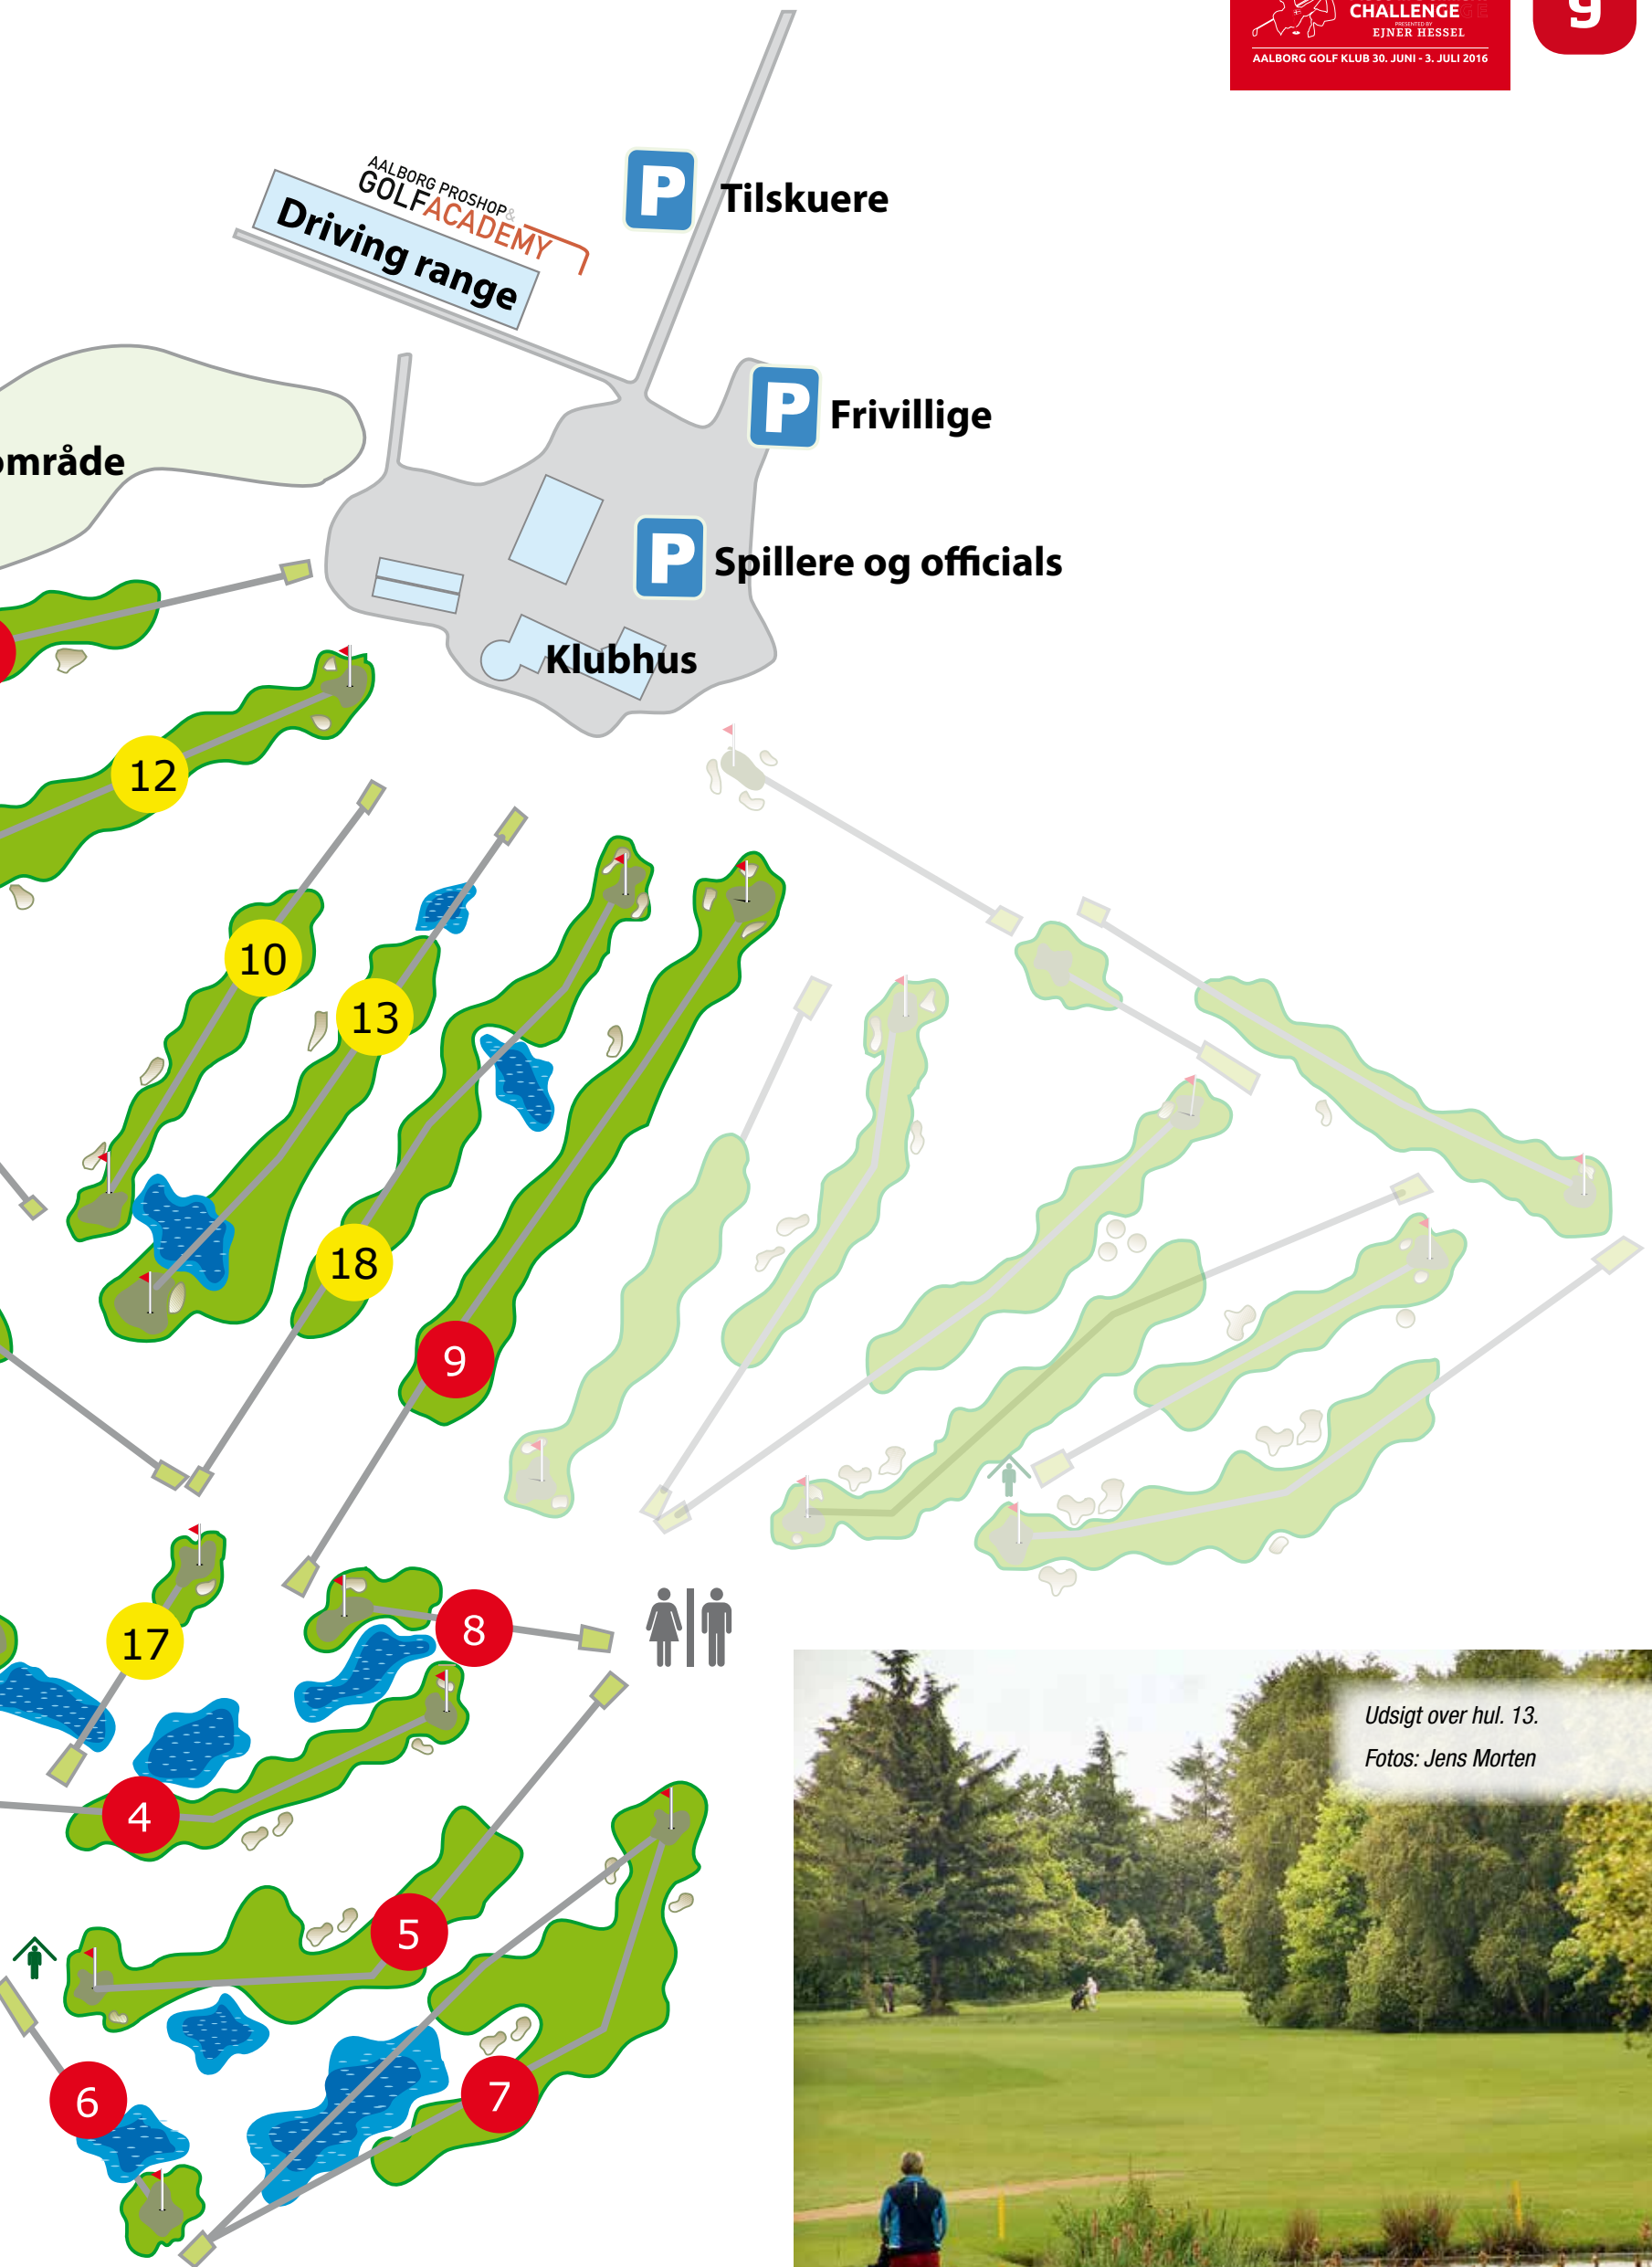 CHALLENGE
PRESENTED BY
EJNER HESSEL
AALBORG GOLF KLUB 30. JUNI - 3. JULI 2016
9
AALBORG PROSHOP&
GOLFACADEMY
Driving range
P Tilskuere
P Frivillige
område
P Spillere og officials
Klubhus
12
10
13
18
9
17
8
4
5
6
7
Udsigt over hul. 13.
Fotos: Jens Morten